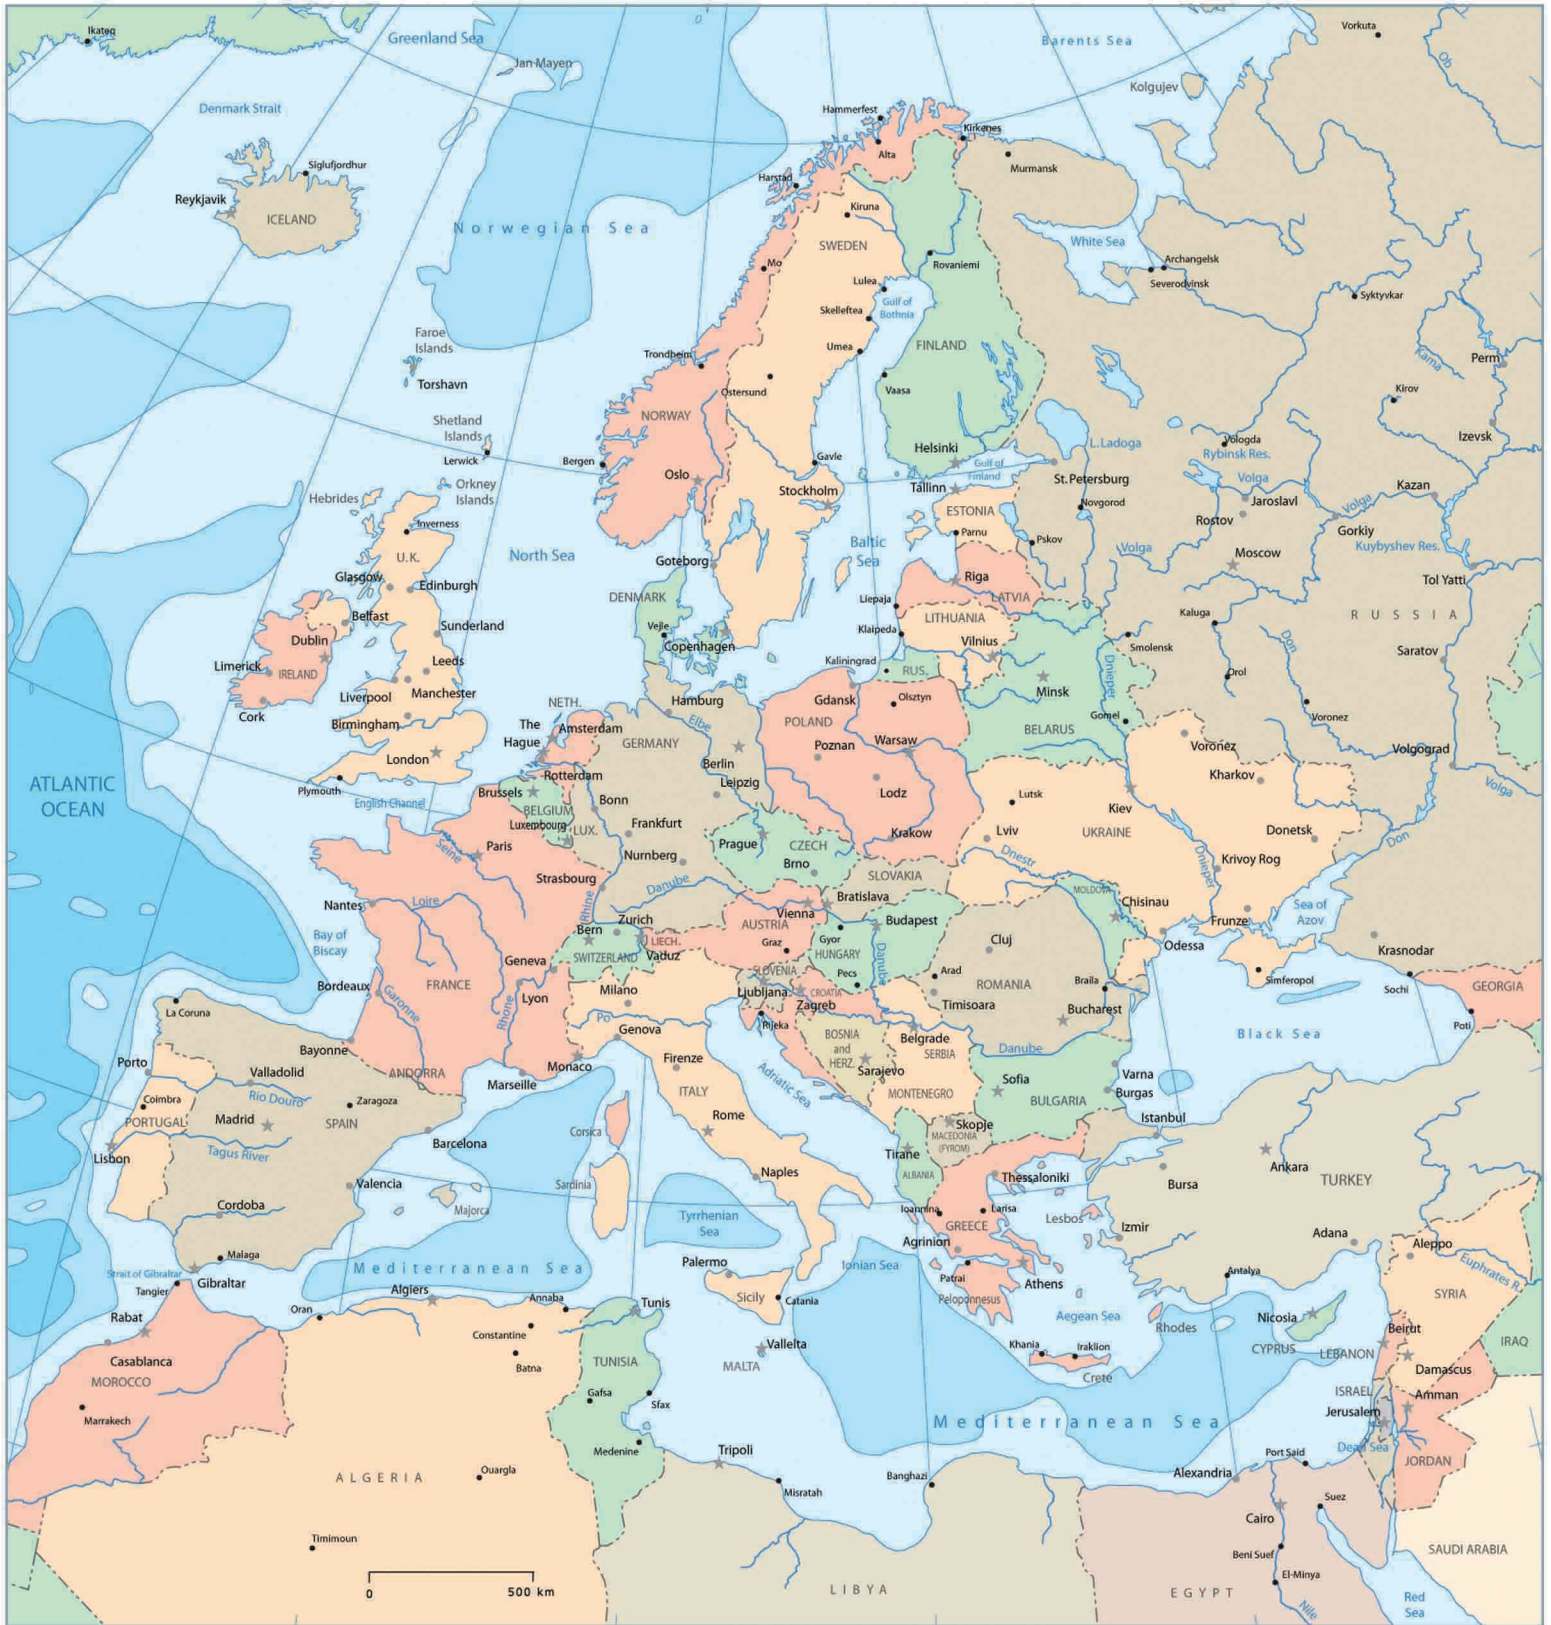 Ikateq
Greenland Sea
Barents Sea
Vorkuta
Ob
Jan Mayen
Kolgujev
Denmark Strait
Hammerfest
Kirkenes
Alta
Murmansk
Siglufjordhur
Harstad
Reykjavik
ICELAND
Kiruna
Norwegian Sea
SWEDEN
White Sea
Mo
Rovaniemi
Archangelsk
Severodvinsk
Lulea
Gulf of
Bothnia
Syktyvkar
Skelleftea
Faroe
Islands
Umea
FINLAND
Trondheim
Kama
Perm
Torshavn
Ostersund
Vaasa
Kirov
Shetland
Islands
NORWAY
Izevsk
L.Ladoga
Vologda
Rybinsk Res.
Lerwick
Bergen
Gavle
Helsinki
Gulf of
Finland
Oslo
St.Petersburg
Volga
Kazan
Orkney
Islands
Hebrides
Stockholm
Tallinn
Novgorod
Jaroslavl
Volga
Rostov
Gorkiy
ESTONIA
Inverness
Parnu
Pskov
Kuybyshev Res.
North Sea
Baltic
Sea
Volga
Moscow
U.K.
Goteborg
Riga
Tol Yatti
Glasgow
Edinburgh
DENMARK
Liepaja
LATVIA
Belfast
LITHUANIA
Kaluga
RUSSIA
Sunderland
Vejle
Klaipeda
Dublin
Copenhagen
Vilnius
Smolensk
Don
Limerick
IRELAND
Leeds
Kaliningrad
RUS.
Saratov
Liverpool
Manchester
Minsk
Dnieper
Orol
Cork
Hamburg
Gdansk
Olsztyn
NETH.
Birmingham
The
Hague
Amsterdam
Elbe
POLAND
Gomel
Voronez
GERMANY
Poznan
Warsaw
BELARUS
Voronez
Volgograd
London
Berlin
Rotterdam
Kharkov
Plymouth
Brussels
Leipzig
Lodz
Lutsk
Volga
ATLANTIC
OCEAN
English Channel
BELGIUM
Bonn
Kiev
Luxembourg
LUX.
Frankfurt
Krakow
Lviv
UKRAINE
Donetsk
Don
Paris
Seine
Prague
CZECH
Nurnberg
Brno
Dnestr
Dnieper
Krivoy Rog
Strasbourg
Danube
SLOVAKIA
MOLDOVA
Nantes
Loire
Rhine
Bratislava
Chisinau
Sea of
Azov
Vienna
Zurich
AUSTRIA
Budapest
Frunze
Bay of
Biscay
Bern
LIECH.
Vaduz
Graz
Gyor
HUNGARY
Danube
Cluj
Odessa
Krasnodar
SWITZERLAND
Geneva
SLOVENIA
Pecs
Arad
Simferopol
Sochi
GEORGIA
Bordeaux
Garonne
FRANCE
Rhone
Lyon
Milano
Ljubljana
CROATIA
Zagreb
ROMANIA
Braila
Timisoara
Bucharest
La Coruna
Po
Rijeka
Poti
Genova
BOSNIA
and
HERZ.
Belgrade
SERBIA
Danube
Black Sea
Bayonne
Porto
Firenze
Monaco
Marseille
ANDORRA
Valladolid
Rio Douro
Adriatic Sea
Sarajevo
Varna
Sofia
Burgas
Coimbra
Zaragoza
ITALY
MONTENEGRO
BULGARIA
PORTUGAL
Madrid
SPAIN
Rome
Corsica
Skopje
MACEDONIA
(FYROM)
Istanbul
Lisbon
Tagus River
Barcelona
Tirane
ALBANIA
Ankara
TURKEY
Naples
Thessaloniki
Bursa
Valencia
Sardinia
Cordoba
Majorca
Tyrrhenian
Sea
Ioannina
Larisa
Lesbos
Izmir
GREECE
Adana
Aleppo
Malaga
Agrinion
Palermo
Ionian Sea
Euphrates R.
Strait of Gibraltar
Gibraltar
Mediterranean Sea
Patrai
Athens
Antalya
Tangier
Algiers
Annaba
Sicily
Catania
Peloponnesus
SYRIA
Oran
Tunis
Aegean Sea
Rhodes
Nicosia
Rabat
Constantine
Vallelta
Khania
Iraklion
Beirut
Casablanca
Batna
TUNISIA
MALTA
CYPRUS
LEBANON
IRAQ
MOROCCO
Crete
Damascus
Gafsa
ISRAEL
Amman
Sfax
Jerusalem
Marrakech
Mediterranean Sea
Medenine
Dead Sea
Tripoli
Port Said
JORDAN
ALGERIA
Ouargla
Banghazi
Alexandria
Misratah
Suez
Cairo
Timimoun
Beni Suef
SAUDI ARABIA
El-Minya
0 500 km
LIBYA
EGYPT
Nile
Red
Sea